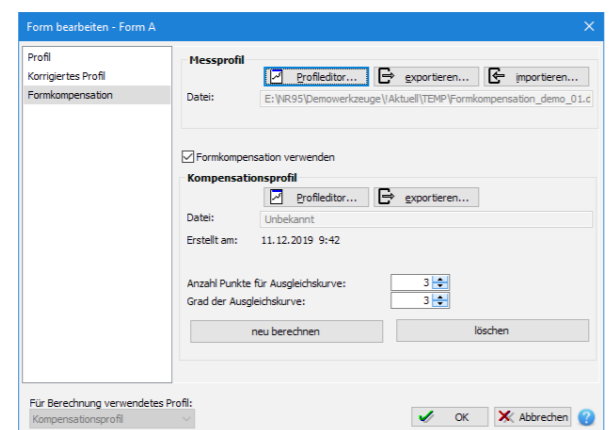 Form bearbeiten - Form A
Profil
Korrigiertes Profil
Formkompensation
Messprofil
Profileditor... exportieren... importieren...
Datei: E:\NR95\Demowerkzeuge\!Aktuell\TEMP\Formkompensation_demo_01.c
Formkompensation verwenden
Kompensationsprofil
Profileditor... exportieren...
Datei: Unbekannt
Erstellt am: 11.12.2019 9:42
Anzahl Punkte für Ausgleichskurve: 3
Grad der Ausgleichskurve: 3
neu berechnen löschen
Für Berechnung verwendetes Profil:
Kompensationsprofil
OK Abbrechen ?